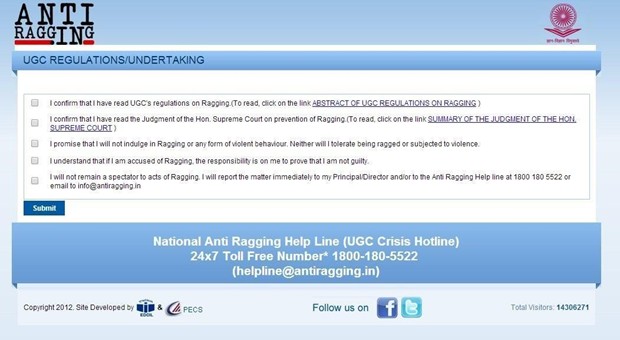 ANTI
RAGGING
ज्ञान-विज्ञान विमुक्तये
UGC REGULATIONS/UNDERTAKING
I confirm that I have read UGC's regulations on Ragging.(To read, click on the link ABSTRACT OF UGC REGULATIONS ON RAGGING )
I confirm that I have read the Judgment of the Hon. Supreme Court on prevention of Ragging.(To read, click on the link SUMMARY OF THE JUDGMENT OF THE HON.
SUPREME COURT )
I promise that I will not indulge in Ragging or any form of violent behaviour. Neither will I tolerate being ragged or subjected to violence.
I understand that if I am accused of Ragging, the responsibility is on me to prove that I am not guilty.
I will not remain a spectator to acts of Ragging. I will report the matter immediately to my Principal/Director and/or to the Anti Ragging Help line at 1800 180 5522 or
email to info@antiragging.in
Submit
National Anti Ragging Help Line (UGC Crisis Hotline)
24x7 Toll Free Number* 1800-180-5522
(helpline@antiragging.in)
Copyright 2012. Site Developed by EDCIL & PECS Follow us on f t Total Visitors: 14306271